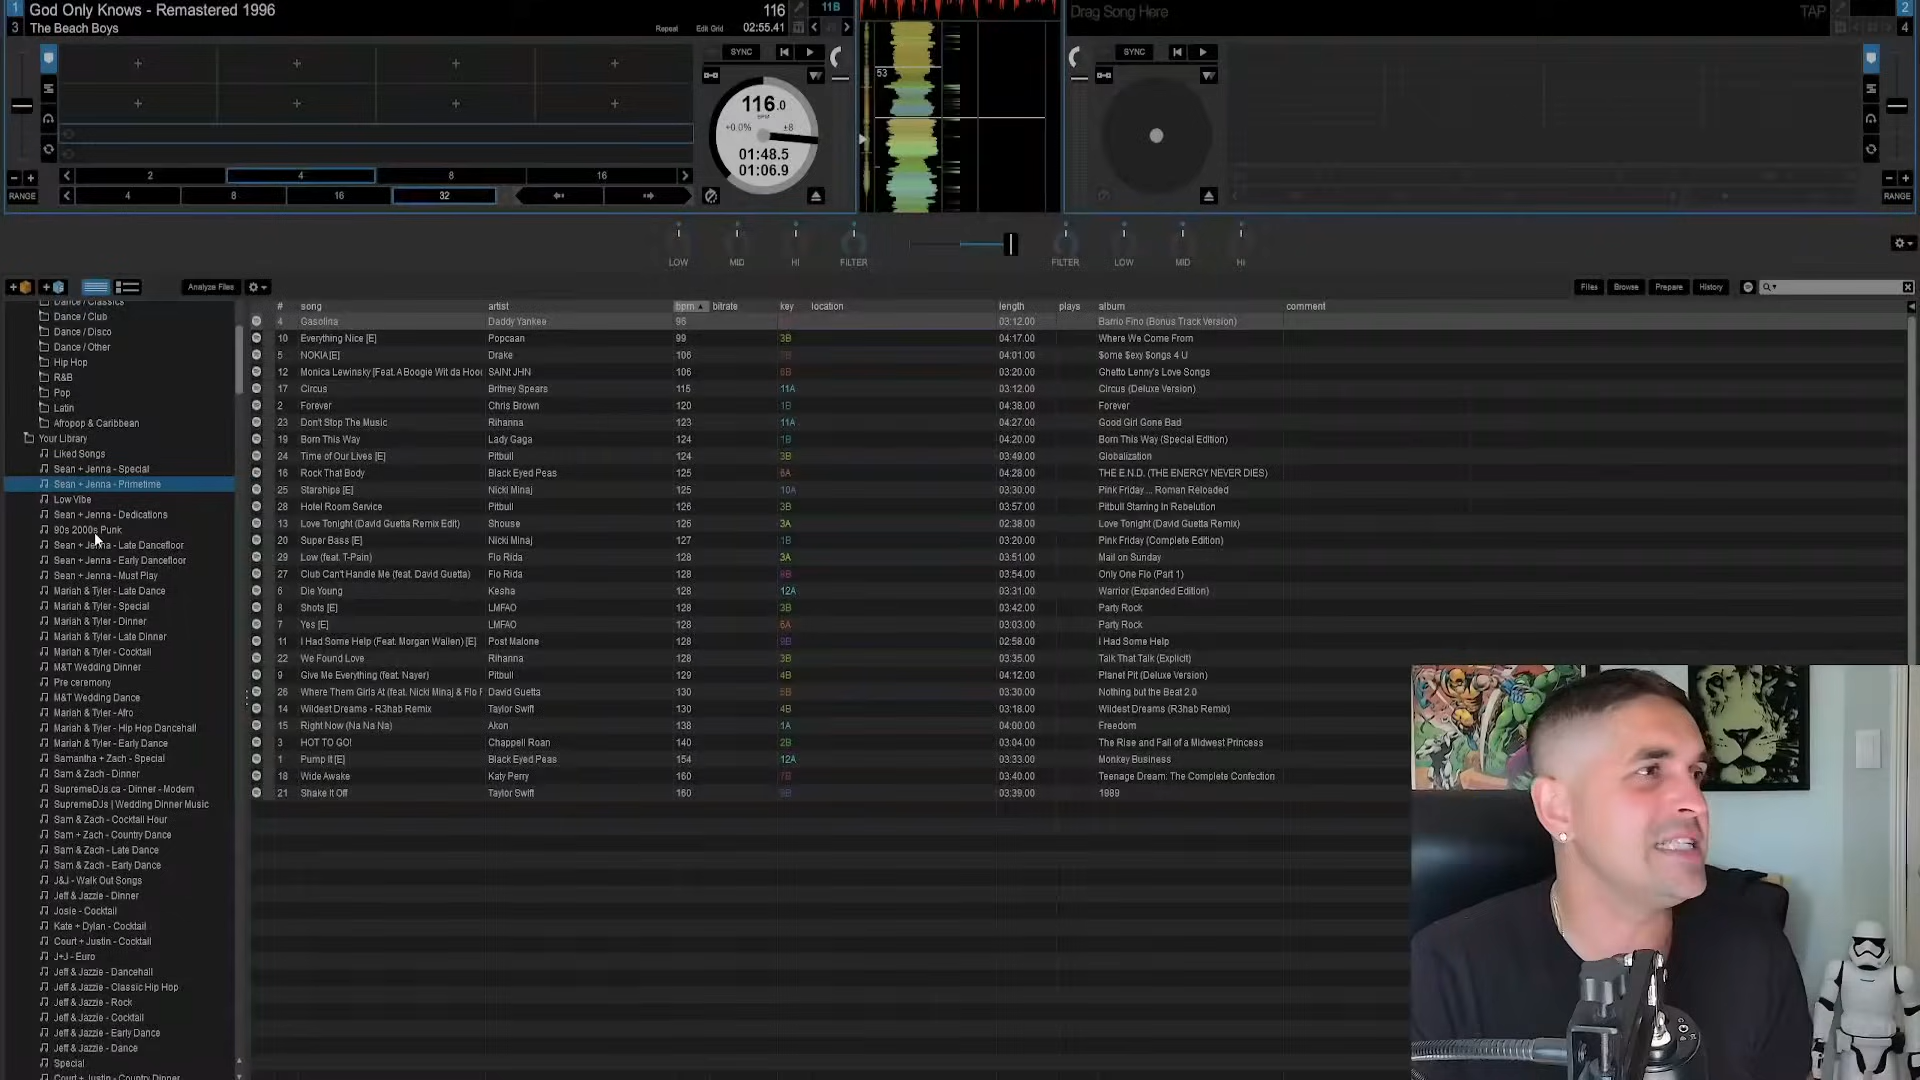 1 God Only Knows - Remastered 1996 116 11B
3 The Beach Boys Repeat Edit Grid 02:55.41
Drag Song Here TAP 2
4
SYNC
SYNC
53
116.0
BPM
+0.0% ±8
01:48.5
01:06.9
2 4 8 16
RANGE 4 8 16 32
RANGE
LOW MID HI FILTER FILTER LOW MID HI
Analyze Files Files Browse Prepare History
Dance / Classics
Dance / Club
Dance / Disco
Dance / Other
Hip Hop
R&B
Pop
Latin
Afropop & Caribbean
Your Library
Liked Songs
Sean + Jenna - Special
Sean + Jenna - Primetime
Low Vibe
Sean + Jenna - Dedications
90s 2000s Punk
Sean + Jenna - Late Dancefloor
Sean + Jenna - Early Dancefloor
Sean + Jenna - Must Play
Mariah & Tyler - Late Dance
Mariah & Tyler - Special
Mariah & Tyler - Dinner
Mariah & Tyler - Late Dinner
Mariah & Tyler - Cocktail
M&T Wedding Dinner
Pre ceremony
M&T Wedding Dance
Mariah & Tyler - Afro
Mariah & Tyler - Hip Hop Dancehall
Mariah & Tyler - Early Dance
Samantha + Zach - Special
Sam & Zach - Dinner
SupremeDJs.ca - Dinner - Modern
SupremeDJs | Wedding Dinner Music
Sam & Zach - Cocktail Hour
Sam + Zach - Country Dance
Sam & Zach - Late Dance
Sam & Zach - Early Dance
J&J - Walk Out Songs
Jeff & Jazzie - Dinner
Josie - Cocktail
Kate + Dylan - Cocktail
Court + Justin - Cocktail
J+J - Euro
Jeff & Jazzie - Dancehall
Jeff & Jazzie - Classic Hip Hop
Jeff & Jazzie - Rock
Jeff & Jazzie - Cocktail
Jeff & Jazzie - Early Dance
Jeff & Jazzie - Dance
Special
Court + Justin - Country Dinner
# song artist bpm bitrate key location length plays album comment
4 Gasolina Daddy Yankee 96 03:12.00 Barrio Fino (Bonus Track Version)
10 Everything Nice [E] Popcaan 99 3B 04:17.00 Where We Come From
5 NOKIA [E] Drake 106 04:01.00 $ome $exy $ongs 4 U
12 Monica Lewinsky [Feat. A Boogie Wit da Hoo SAINt JHN 106 6B 03:20.00 Ghetto Lenny's Love Songs
17 Circus Britney Spears 115 11A 03:12.00 Circus (Deluxe Version)
2 Forever Chris Brown 120 1B 04:38.00 Forever
23 Don't Stop The Music Rihanna 123 11A 04:27.00 Good Girl Gone Bad
19 Born This Way Lady Gaga 124 1B 04:20.00 Born This Way (Special Edition)
24 Time of Our Lives [E] Pitbull 124 3B 03:49.00 Globalization
16 Rock That Body Black Eyed Peas 125 6A 04:28.00 THE E.N.D. (THE ENERGY NEVER DIES)
25 Starships [E] Nicki Minaj 125 10A 03:30.00 Pink Friday ... Roman Reloaded
28 Hotel Room Service Pitbull 126 3B 03:57.00 Pitbull Starring In Rebelution
13 Love Tonight (David Guetta Remix Edit) Shouse 126 3A 02:38.00 Love Tonight (David Guetta Remix)
20 Super Bass [E] Nicki Minaj 127 3B 03:20.00 Pink Friday (Complete Edition)
29 Low (feat. T-Pain) Flo Rida 128 3A 03:51.00 Mail on Sunday
27 Club Can't Handle Me (feat. David Guetta) Flo Rida 128 03:54.00 Only One Flo (Part 1)
6 Die Young Kesha 128 12A 03:31.00 Warrior (Expanded Edition)
8 Shots [E] LMFAO 128 3B 03:42.00 Party Rock
7 Yes [E] LMFAO 128 6A 03:03.00 Party Rock
11 I Had Some Help (Feat. Morgan Wallen) [E] Post Malone 128 02:58.00 I Had Some Help
22 We Found Love Rihanna 128 3B 03:35.00 Talk That Talk (Explicit)
9 Give Me Everything (feat. Nayer) Pitbull 129 4B 04:12.00 Planet Pit (Deluxe Version)
26 Where Them Girls At (feat. Nicki Minaj & Flo F David Guetta 130 03:30.00 Nothing but the Beat 2.0
14 Wildest Dreams - R3hab Remix Taylor Swift 130 4B 03:18.00 Wildest Dreams (R3hab Remix)
15 Right Now (Na Na Na) Akon 138 1A 04:00.00 Freedom
3 HOT TO GO! Chappell Roan 140 2B 03:04.00 The Rise and Fall of a Midwest Princess
1 Pump It [E] Black Eyed Peas 154 12A 03:33.00 Monkey Business
18 Wide Awake Katy Perry 160 03:40.00 Teenage Dream: The Complete Confection
21 Shake It Off Taylor Swift 160 03:39.00 1989